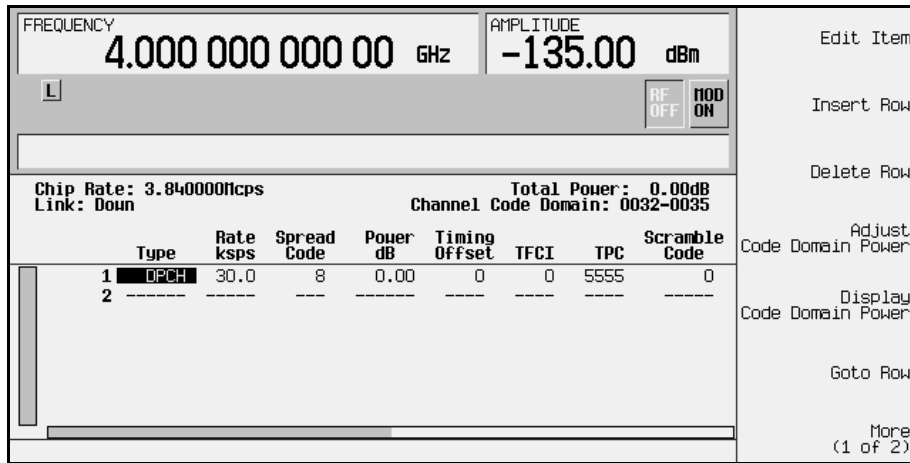 FREQUENCY
4.000 000 000 00 GHz
AMPLITUDE
-135.00 dBm
L
RF OFF
MOD ON
Chip Rate: 3.840000Mcps
Total Power: 0.00dB
Link: Down
Channel Code Domain: 0032-0035
Type Rate ksps Spread Code Power dB Timing Offset TFCI TPC Scramble Code
1 DPCH 30.0 8 0.00 0 0 5555 0
2 ------ ----- --- ------ ---- ---- ---- -----
Edit Item
Insert Row
Delete Row
Adjust
Code Domain Power
Display
Code Domain Power
Goto Row
More
(1 of 2)